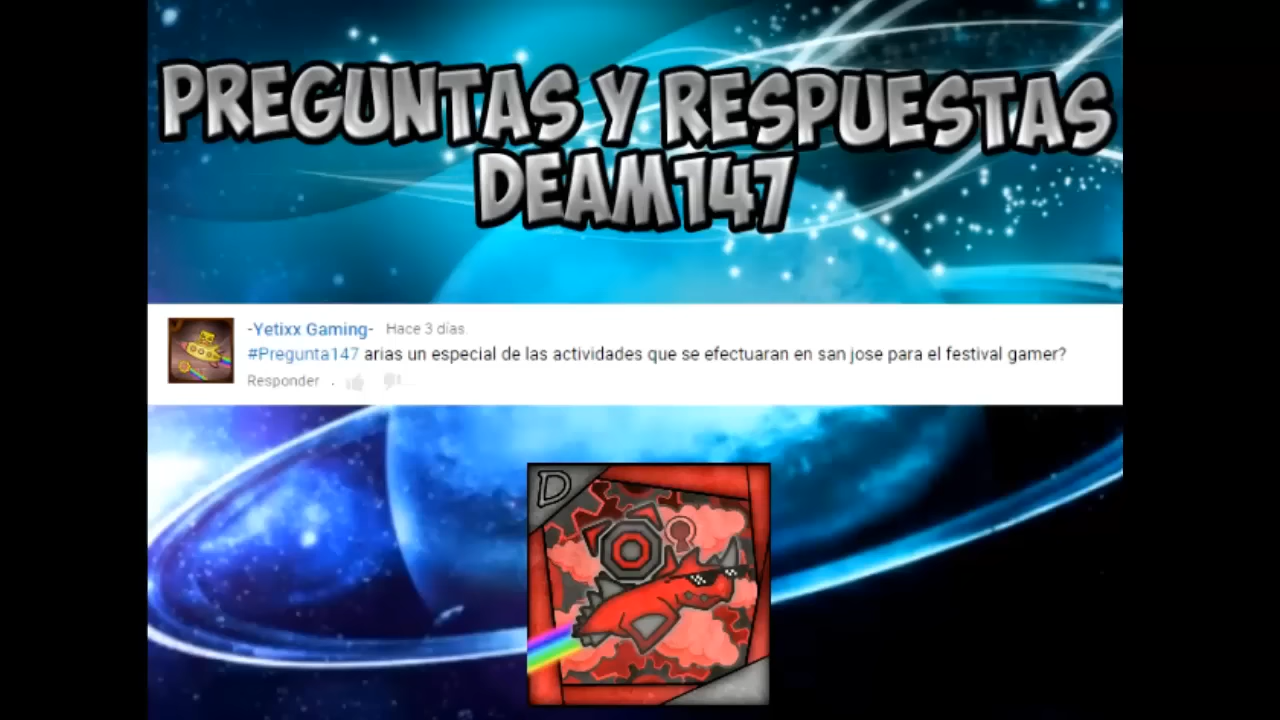 PREGUNTAS Y RESPUESTAS
DEAM147
-Yetixx Gaming- Hace 3 días.
#Pregunta147 arias un especial de las actividades que se efectuaran en san jose para el festival gamer?
Responder .
D